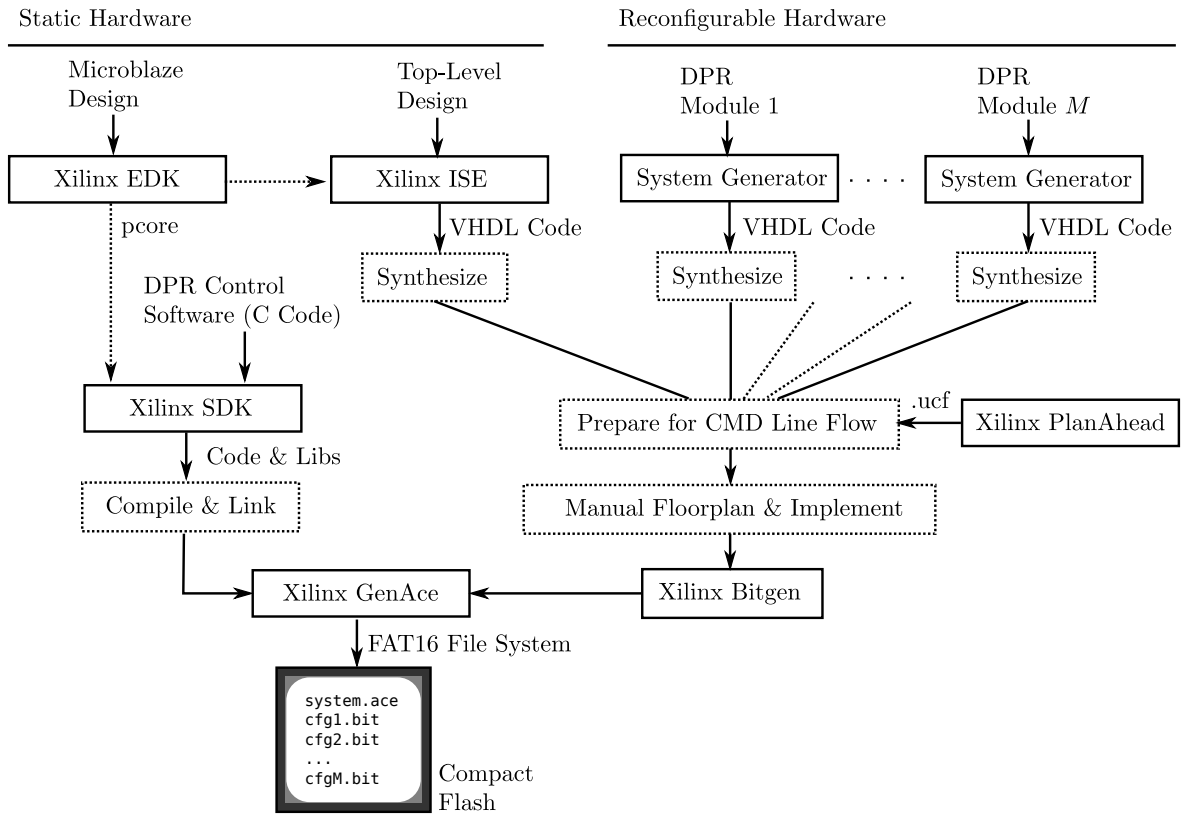 Static Hardware
Reconfigurable Hardware
Microblaze
Design
Top-Level
Design
DPR
Module 1
DPR
Module M
Xilinx EDK
Xilinx ISE
System Generator
. . . .
System Generator
pcore
VHDL Code
VHDL Code
VHDL Code
Synthesize
Synthesize
. . . .
Synthesize
DPR Control
Software (C Code)
Xilinx SDK
Prepare for CMD Line Flow
.ucf
Xilinx PlanAhead
Code & Libs
Compile & Link
Manual Floorplan & Implement
Xilinx GenAce
Xilinx Bitgen
FAT16 File System
system.ace
cfg1.bit
cfg2.bit
...
cfgM.bit
Compact
Flash